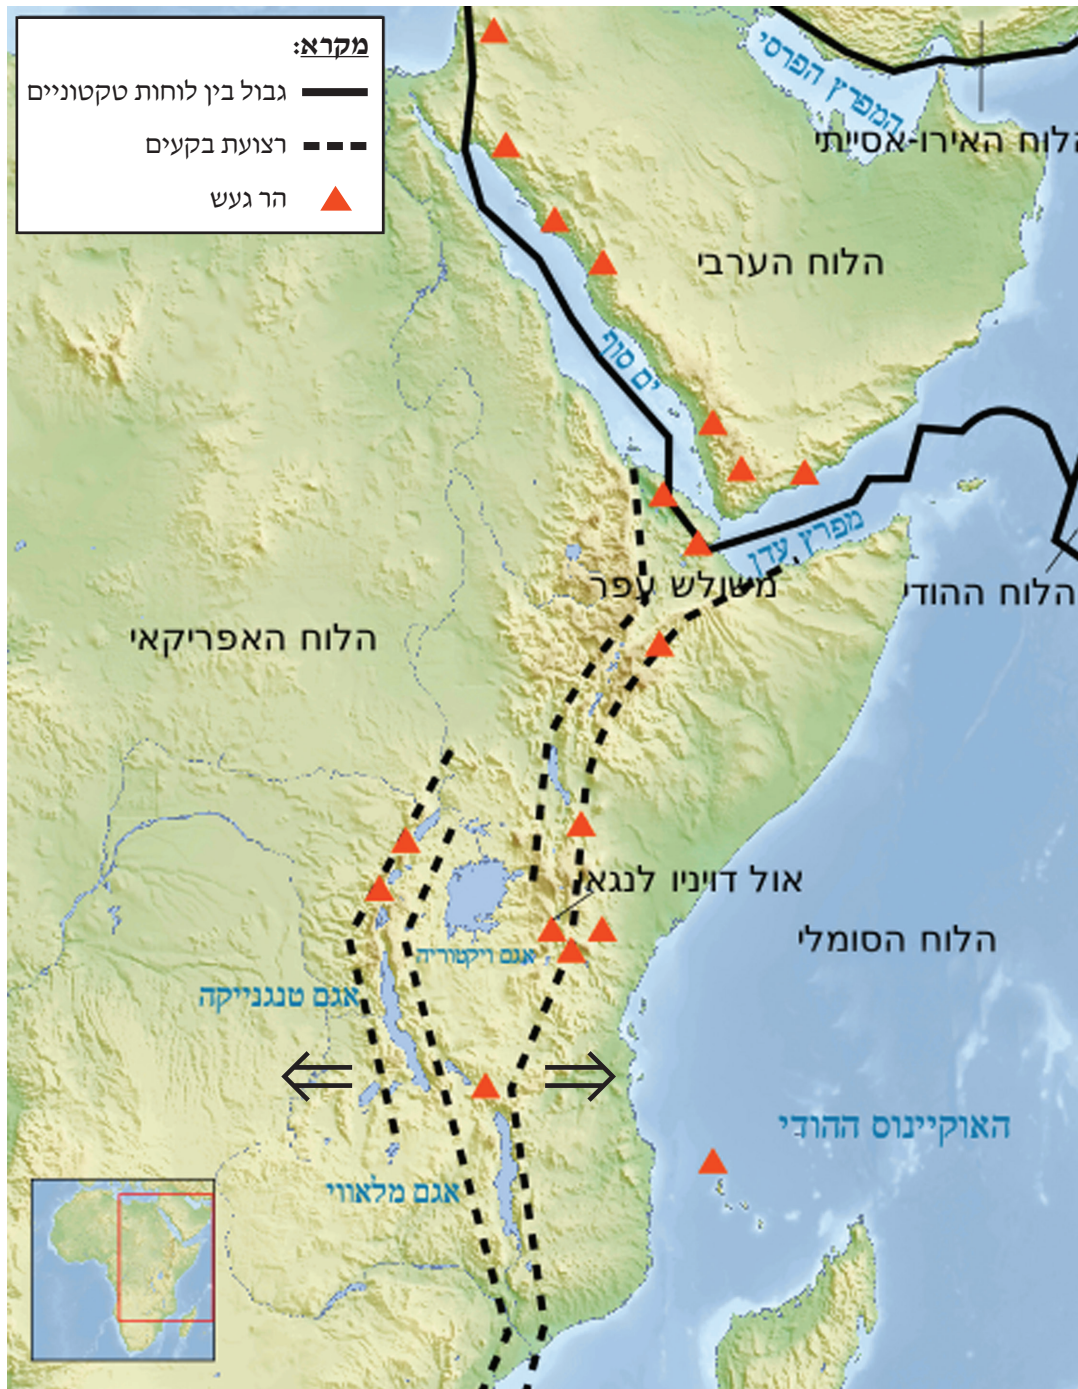 מקרא:
גבול בין לוחות טקטוניים
רצועת בקעים
הר געש
המפרץ הפרסי
הלוח האירו-אסייתי
הלוח הערבי
ים סוף
מפרץ עדן
משולש עפר
הלוח ההודי
הלוח האפריקאי
אול דויניו לנגאי
הלוח הסומלי
אגם ויקטוריה
אגם טנגנייקה
האוקיינוס ההודי
אגם מלאווי